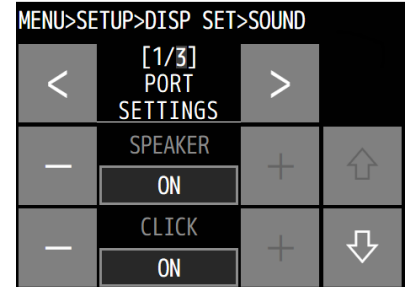 MENU>SETUP>DISP SET>SOUND
< [1/3] >
PORT
SETTINGS
SPEAKER
− ON +
CLICK
− ON +